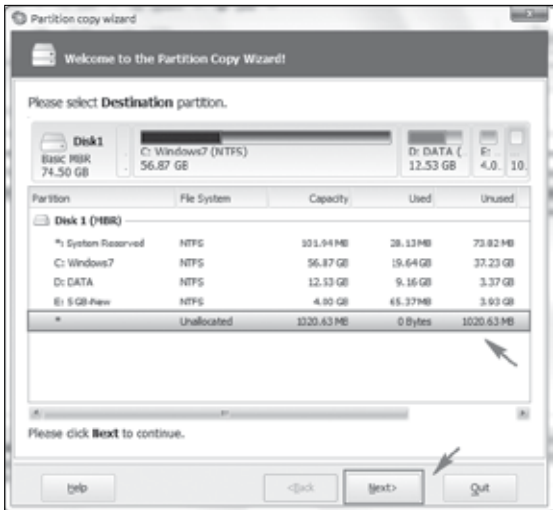 Partition copy wizard
Welcome to the Partition Copy Wizard!
Please select Destination partition.
Disk1
Basic MBR
74.50 GB
C: Windows7 (NTFS)
56.87 GB
D: DATA (
12.53 GB
E:
4.0.
10.
Partition File System Capacity Used Unused
Disk 1 (MBR)
*: System Reserved NTFS 101.94 MB 28.13 MB 73.82 MB
C: Windows7 NTFS 56.87 GB 19.64 GB 37.23 GB
D: DATA NTFS 12.53 GB 9.16 GB 3.37 GB
E: 5 GB-New NTFS 4.00 GB 65.37 MB 3.93 GB
* Unallocated 1020.63 MB 0 Bytes 1020.63 MB
Please click Next to continue.
Help <Back Next> Quit